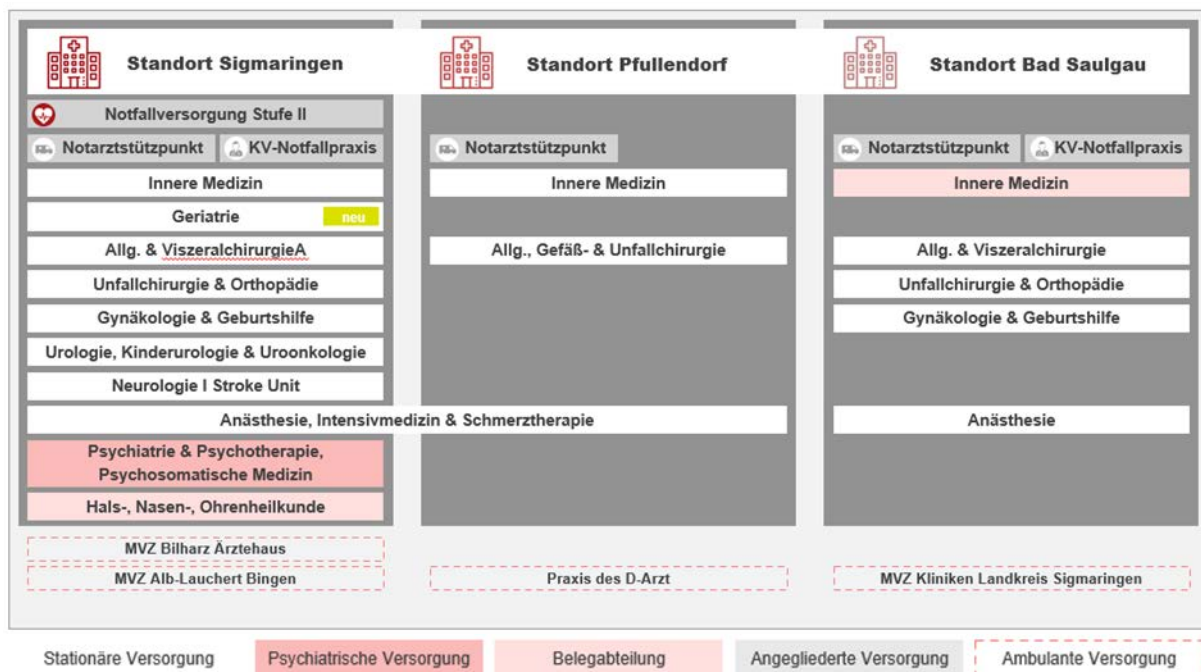 Standort Sigmaringen
Notfallversorgung Stufe II
Notarztstützpunkt
KV-Notfallpraxis
Innere Medizin
Geriatrie
neu
Allg. & ViszeralchirurgieA
Unfallchirurgie & Orthopädie
Gynäkologie & Geburtshilfe
Urologie, Kinderurologie & Uroonkologie
Neurologie I Stroke Unit
Anästhesie, Intensivmedizin & Schmerztherapie
Psychiatrie & Psychotherapie,
Psychosomatische Medizin
Hals-, Nasen-, Ohrenheilkunde
MVZ Bilharz Ärztehaus
MVZ Alb-Lauchert Bingen
Standort Pfullendorf
Notarztstützpunkt
Innere Medizin
Allg., Gefäß- & Unfallchirurgie
Praxis des D-Arzt
Standort Bad Saulgau
Notarztstützpunkt
KV-Notfallpraxis
Innere Medizin
Allg. & Viszeralchirurgie
Unfallchirurgie & Orthopädie
Gynäkologie & Geburtshilfe
Anästhesie
MVZ Kliniken Landkreis Sigmaringen
Stationäre Versorgung
Psychiatrische Versorgung
Belegabteilung
Angegliederte Versorgung
Ambulante Versorgung